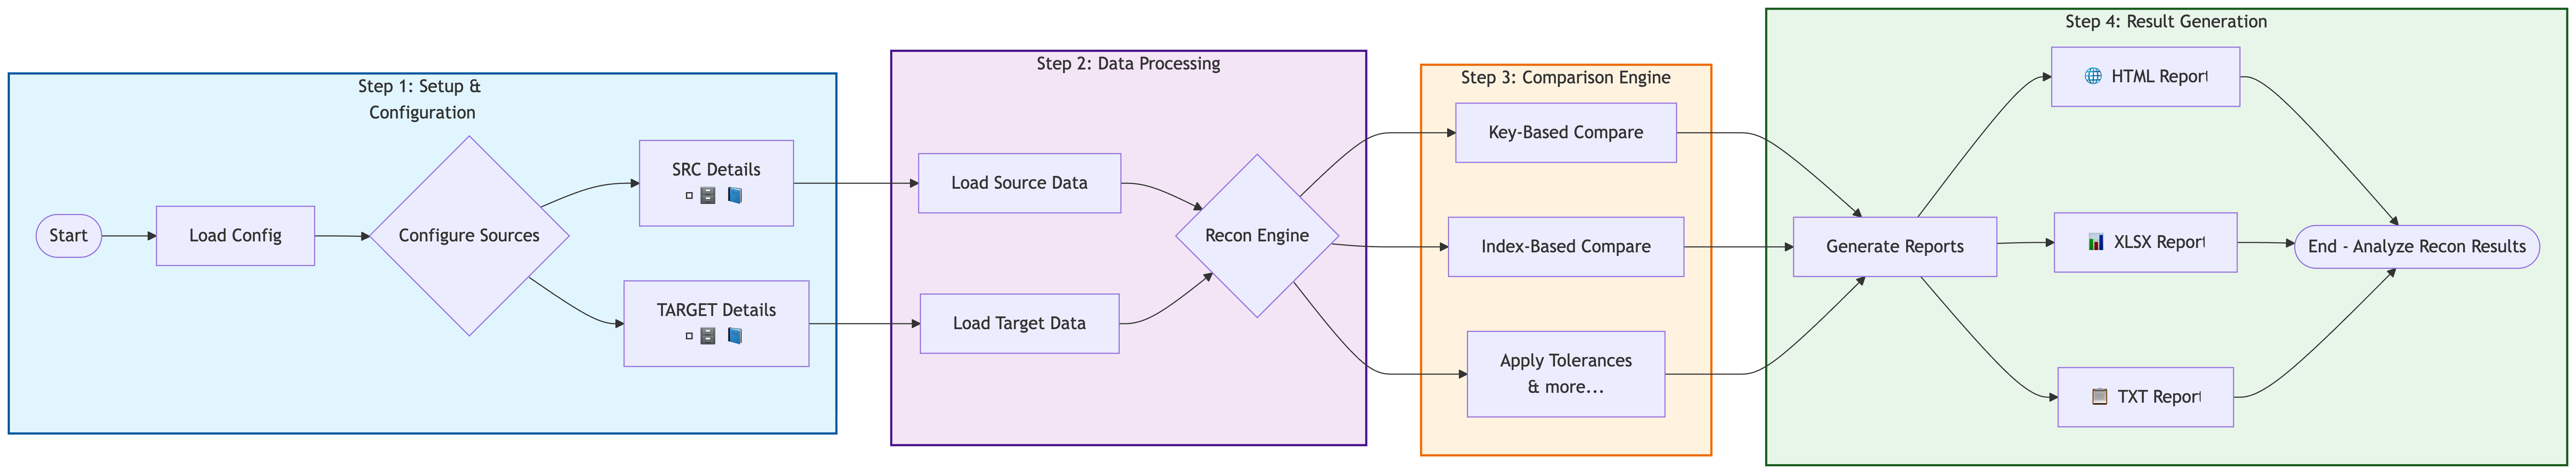 Step 1: Setup &
Configuration
Start
Load Config
Configure Sources
SRC Details
TARGET Details
Step 2: Data Processing
Load Source Data
Load Target Data
Recon Engine
Step 3: Comparison Engine
Key-Based Compare
Index-Based Compare
Apply Tolerances
& more...
Step 4: Result Generation
Generate Reports
HTML Report
XLSX Report
TXT Report
End - Analyze Recon Results